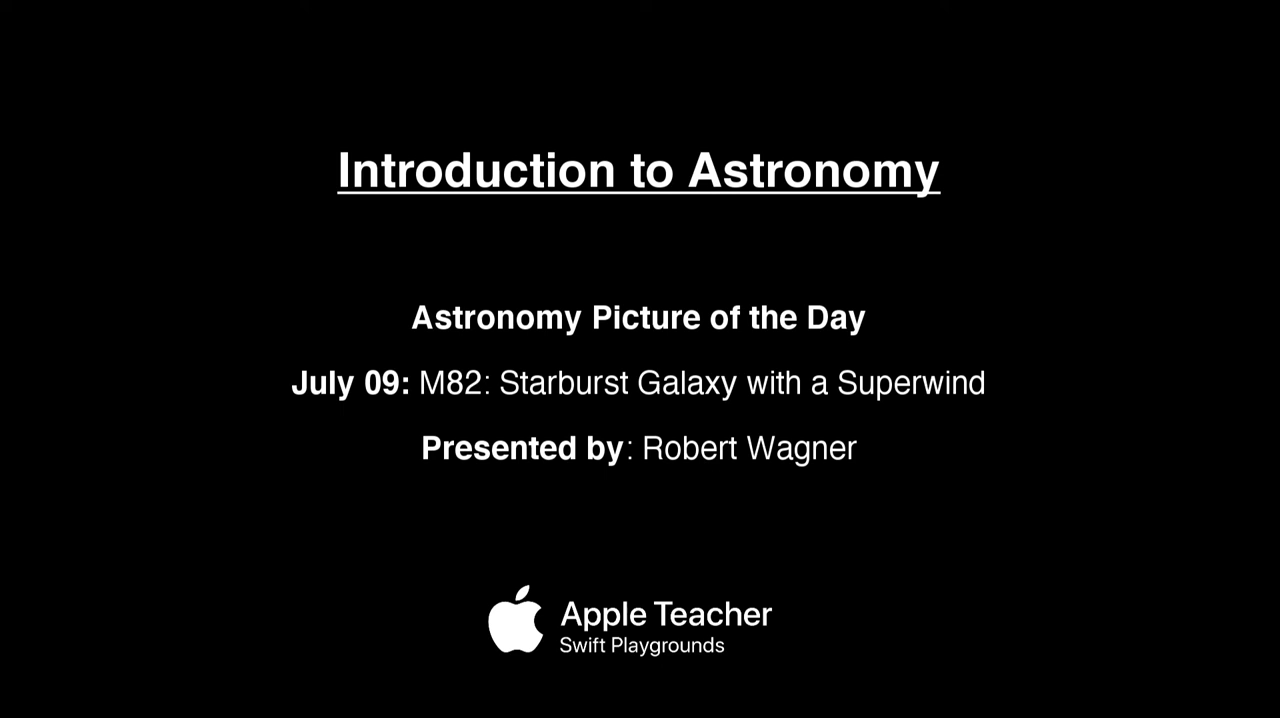 Introduction to Astronomy
Astronomy Picture of the Day
July 09: M82: Starburst Galaxy with a Superwind
Presented by: Robert Wagner
Apple Teacher
Swift Playgrounds